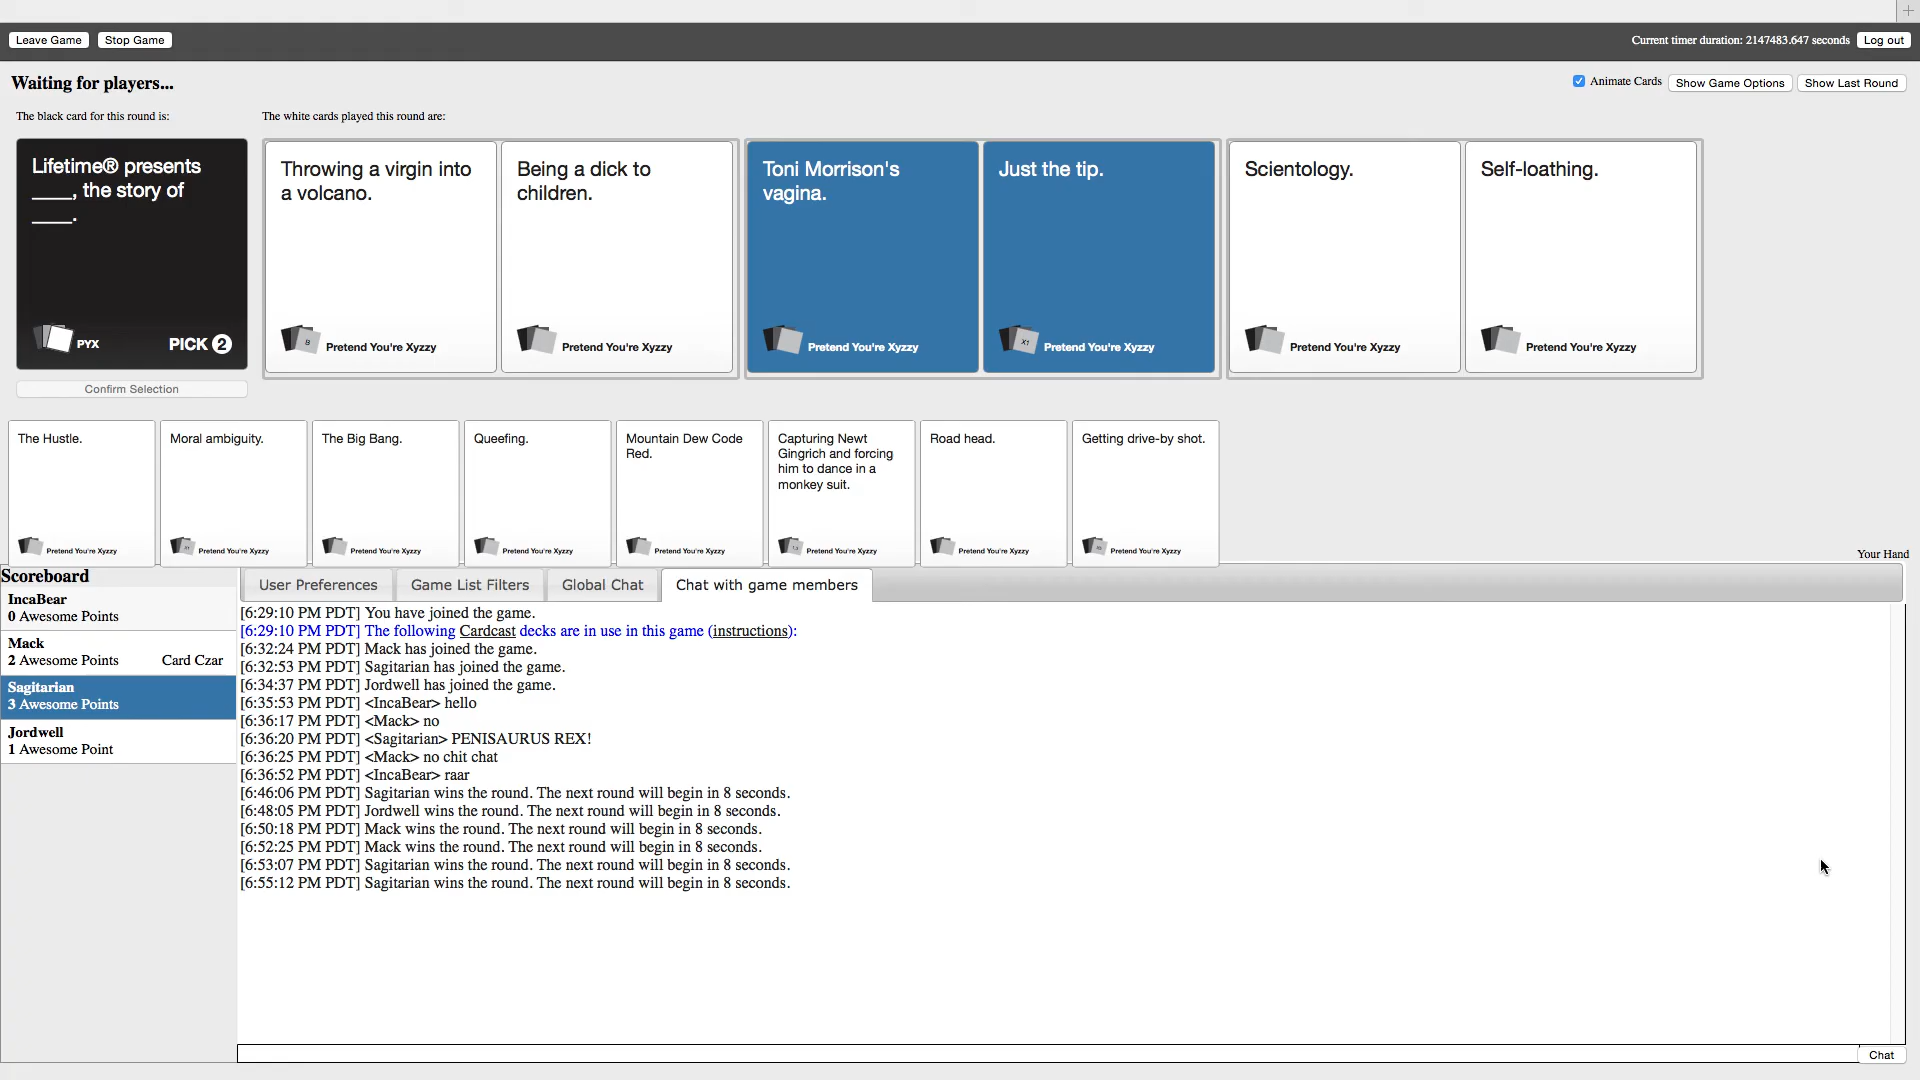 Leave Game
Stop Game
Current timer duration: 2147483.647 seconds
Log out
Waiting for players...
Animate Cards
Show Game Options
Show Last Round
The black card for this round is:
The white cards played this round are:
Lifetime® presents
____, the story of
____.
PYX
PICK 2
Throwing a virgin into
a volcano.
B
Pretend You're Xyzzy
Being a dick to
children.
Pretend You're Xyzzy
Toni Morrison's
vagina.
Pretend You're Xyzzy
Just the tip.
X1
Pretend You're Xyzzy
Scientology.
Pretend You're Xyzzy
Self-loathing.
Pretend You're Xyzzy
Confirm Selection
The Hustle.
Pretend You're Xyzzy
Moral ambiguity.
Pretend You're Xyzzy
The Big Bang.
Pretend You're Xyzzy
Queefing.
Pretend You're Xyzzy
Mountain Dew Code
Red.
Pretend You're Xyzzy
Capturing Newt
Gingrich and forcing
him to dance in a
monkey suit.
Pretend You're Xyzzy
Road head.
Pretend You're Xyzzy
Getting drive-by shot.
Pretend You're Xyzzy
Your Hand
Scoreboard
IncaBear
0 Awesome Points
Mack
2 Awesome Points
Card Czar
Sagitarian
3 Awesome Points
Jordwell
1 Awesome Point
User Preferences
Game List Filters
Global Chat
Chat with game members
[6:29:10 PM PDT] You have joined the game.
[6:29:10 PM PDT] The following Cardcast decks are in use in this game (instructions):
[6:32:24 PM PDT] Mack has joined the game.
[6:32:53 PM PDT] Sagitarian has joined the game.
[6:34:37 PM PDT] Jordwell has joined the game.
[6:35:53 PM PDT] <IncaBear> hello
[6:36:17 PM PDT] <Mack> no
[6:36:20 PM PDT] <Sagitarian> PENISAURUS REX!
[6:36:25 PM PDT] <Mack> no chit chat
[6:36:52 PM PDT] <IncaBear> raar
[6:46:06 PM PDT] Sagitarian wins the round. The next round will begin in 8 seconds.
[6:48:05 PM PDT] Jordwell wins the round. The next round will begin in 8 seconds.
[6:50:18 PM PDT] Mack wins the round. The next round will begin in 8 seconds.
[6:52:25 PM PDT] Mack wins the round. The next round will begin in 8 seconds.
[6:53:07 PM PDT] Sagitarian wins the round. The next round will begin in 8 seconds.
[6:55:12 PM PDT] Sagitarian wins the round. The next round will begin in 8 seconds.
Chat